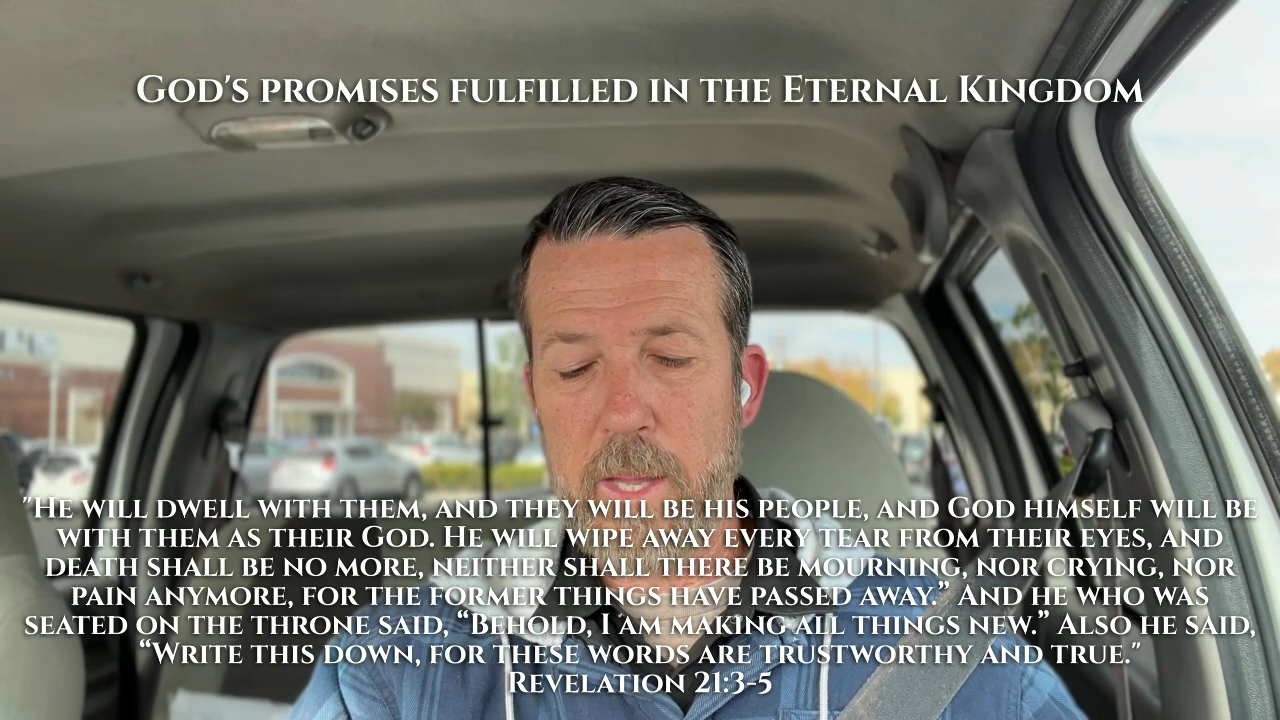 God's promises fulfilled in the Eternal Kingdom
"He will dwell with them, and they will be his people, and God himself will be
with them as their God. He will wipe away every tear from their eyes, and
death shall be no more, neither shall there be mourning, nor crying, nor
pain anymore, for the former things have passed away.” And he who was
seated on the throne said, “Behold, I am making all things new.” Also he said,
“Write this down, for these words are trustworthy and true."
Revelation 21:3-5